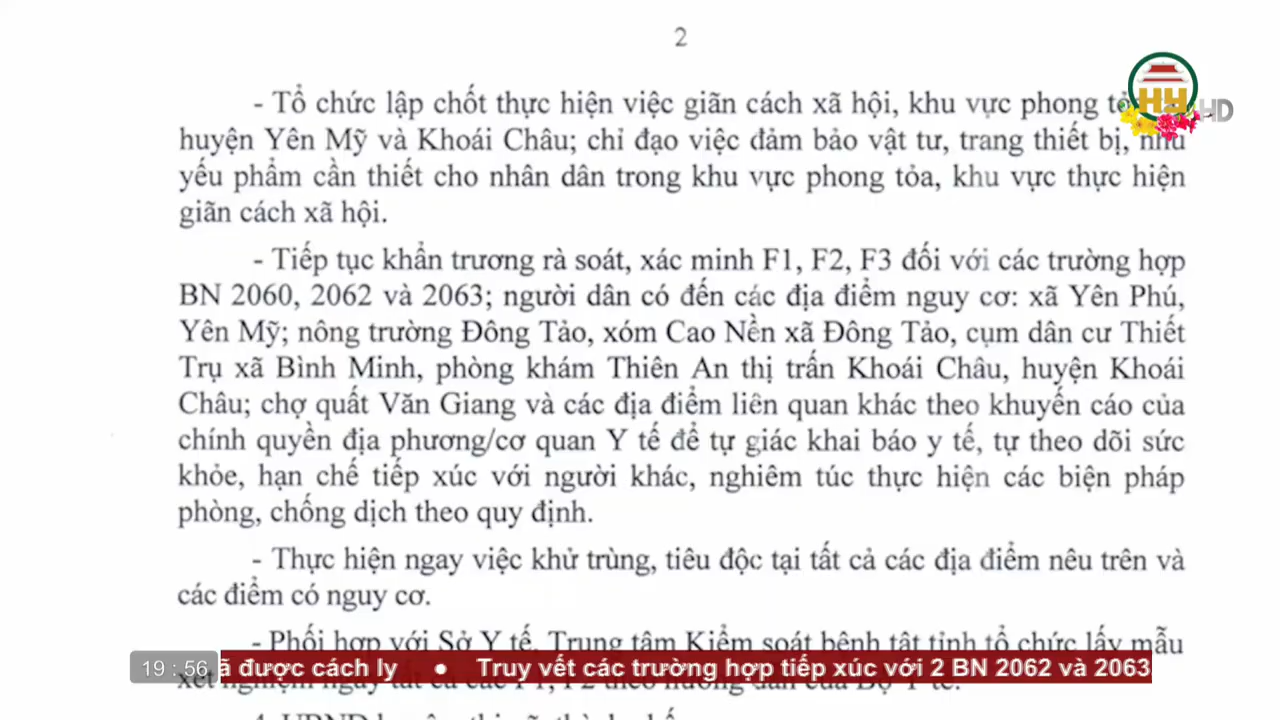 2
- Tổ chức lập chốt thực hiện việc giãn cách xã hội, khu vực phong
huyện Yên Mỹ và Khoái Châu; chỉ đạo việc đảm bảo vật tư, trang thiết bị, nhu
yếu phẩm cần thiết cho nhân dân trong khu vực phong tỏa, khu vực thực hiện
giãn cách xã hội.
- Tiếp tục khẩn trương rà soát, xác minh F1, F2, F3 đối với các trường hợp
BN 2060, 2062 và 2063; người dân có đến các địa điểm nguy cơ: xã Yên Phú,
Yên Mỹ; nông trường Đông Tảo, xóm Cao Nền xã Đông Tảo, cụm dân cư Thiết
Trụ xã Bình Minh, phòng khám Thiên An thị trấn Khoái Châu, huyện Khoái
Châu; chợ quất Văn Giang và các địa điểm liên quan khác theo khuyến cáo của
chính quyền địa phương/cơ quan Y tế để tự giác khai báo y tế, tự theo dõi sức
khỏe, hạn chế tiếp xúc với người khác, nghiêm túc thực hiện các biện pháp
phòng, chống dịch theo quy định.
- Thực hiện ngay việc khử trùng, tiêu độc tại tất cả các địa điểm nêu trên và
các điểm có nguy cơ.
- Phối hợp với Sở Y tế, Trung tâm Kiểm soát bệnh tật tỉnh tổ chức lấy mẫu
HY HD
19 : 56
ã được cách ly • Truy vết các trường hợp tiếp xúc với 2 BN 2062 và 2063